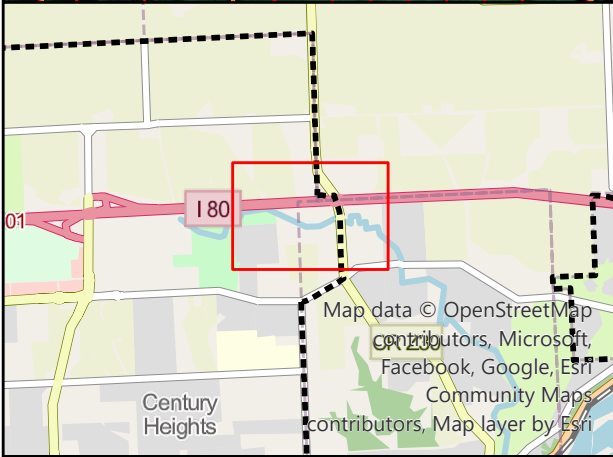 I 80
01
Map data © OpenStreetMap
contributors, Microsoft,
Facebook, Google, Esri
Community Maps
contributors, Map layer by Esri
Century
Heights